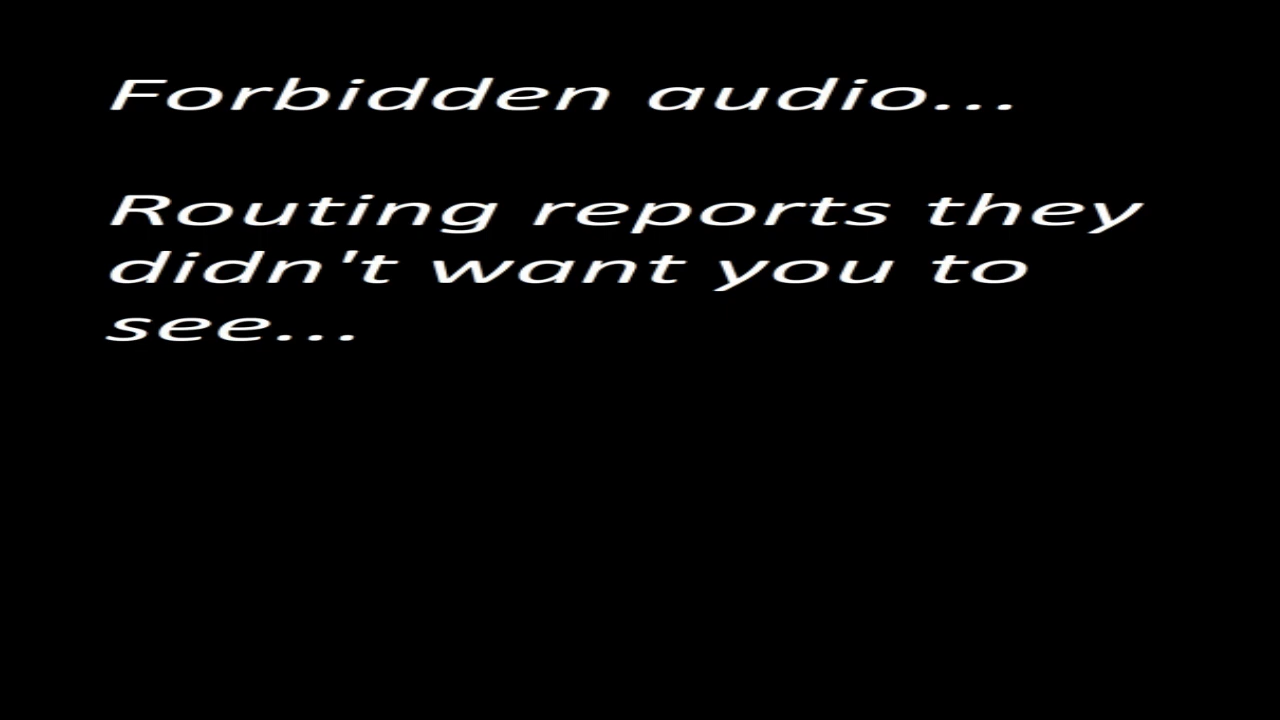 Forbidden audio...
Routing reports they
didn't want you to
see...